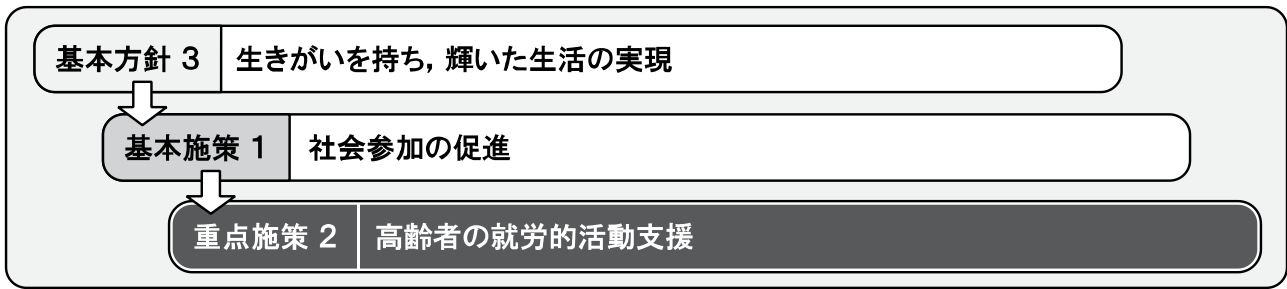 基本方針 3 生きがいを持ち，輝いた生活の実現
基本施策 1 社会参加の促進
重点施策 2 高齢者の就労的活動支援